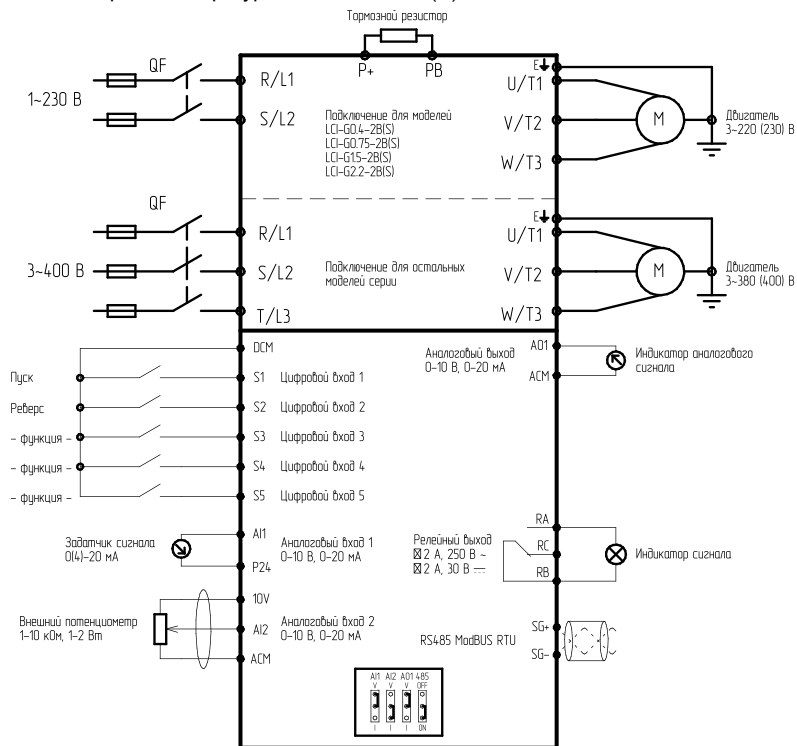 Тормозной резистор
P+
PB
QF
1~230 В
R/L1
S/L2
Подключение для моделей
LCI-G0.4-2B(S)
LCI-G0.75-2B(S)
LCI-G1.5-2B(S)
LCI-G2.2-2B(S)
E
U/T1
V/T2
W/T3
M
Двигатель
3~220 (230) В
QF
3~400 В
R/L1
S/L2
T/L3
Подключение для остальных
моделей серии
E
U/T1
V/T2
W/T3
M
Двигатель
3~380 (400) В
DCM
Пуск
S1 Цифровой вход 1
Реверс
S2 Цифровой вход 2
- функция -
S3 Цифровой вход 3
- функция -
S4 Цифровой вход 4
- функция -
S5 Цифровой вход 5
Аналоговый выход
0-10 В, 0-20 мА
AO1
ACM
Индикатор аналогового
сигнала
Задатчик сигнала
0(4)-20 мА
AI1
P24
Аналоговый вход 1
0-10 В, 0-20 мА
Релейный выход
2 А, 250 В ~
2 А, 30 В
RA
RC
RB
Индикатор сигнала
Внешний потенциометр
1-10 кОм, 1-2 Вт
10V
AI2
ACM
Аналоговый вход 2
0-10 В, 0-20 мА
RS485 ModBUS RTU
SG+
SG-
AI1 AI2 AO1 485
V V V OFF
I I I ON